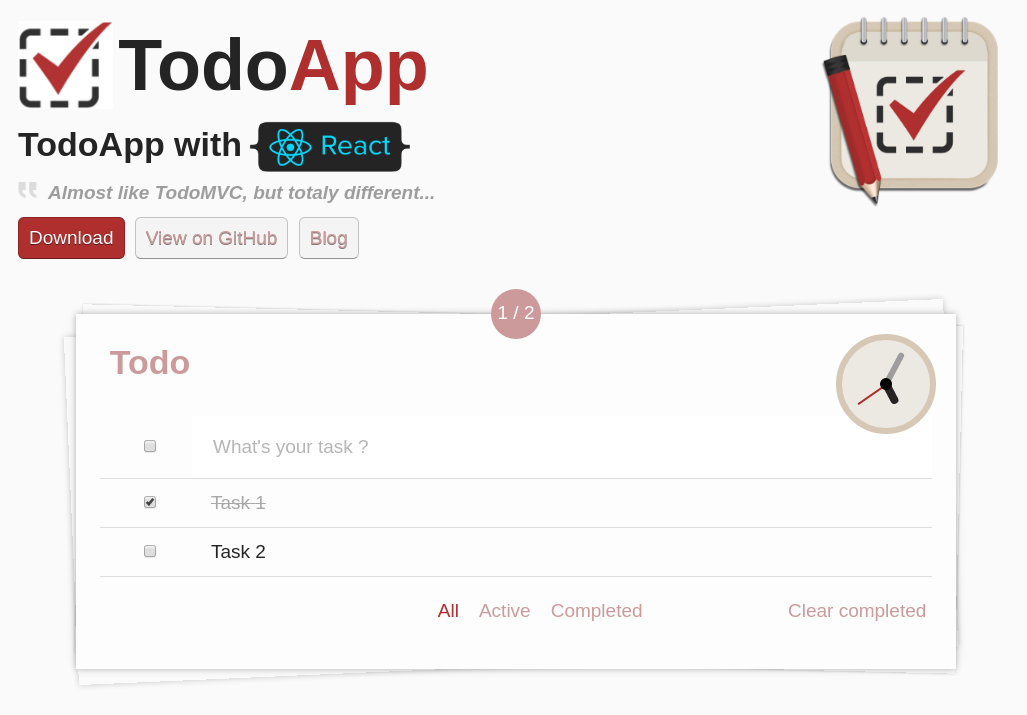 TodoApp
TodoApp with React
Almost like TodoMVC, but totaly different...
Download View on GitHub Blog
1 / 2
Todo
What's your task ?
Task 1
Task 2
All Active Completed Clear completed